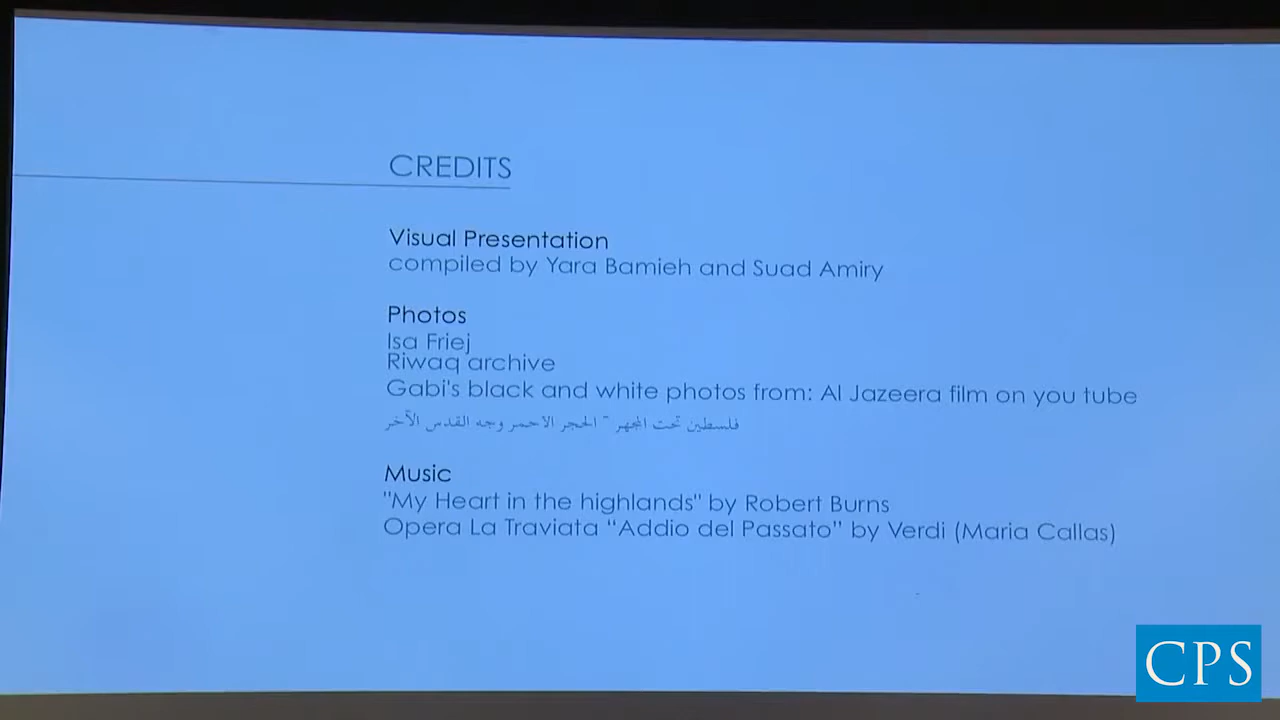 CREDITS
Visual Presentation
compiled by Yara Bamieh and Suad Amiry
Photos
Isa Friej
Riwaq archive
Gabi's black and white photos from: Al Jazeera film on you tube
فلسطين تحت المجهر - الحجر الاحمر وجه القدس الآخر
Music
"My Heart in the highlands" by Robert Burns
Opera La Traviata “Addio del Passato” by Verdi (Maria Callas)
CPS